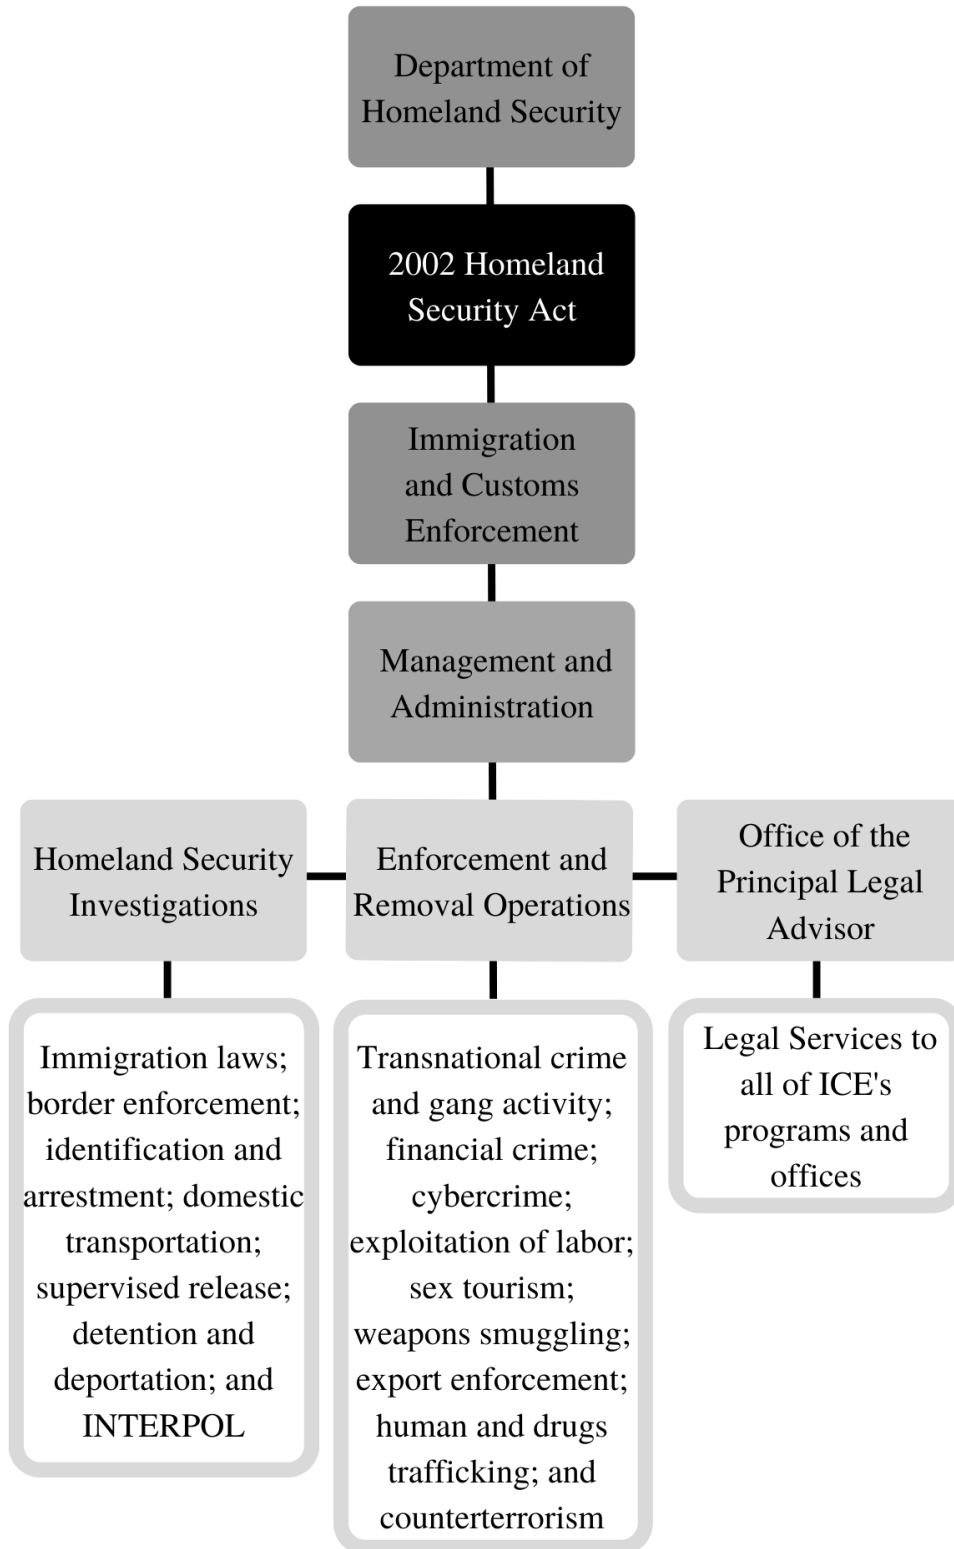 Department of
Homeland Security
2002 Homeland
Security Act
Immigration
and Customs
Enforcement
Management and
Administration
Homeland Security
Investigations
Enforcement and
Removal Operations
Office of the
Principal Legal
Advisor
Immigration laws;
border enforcement;
identification and
arrestment; domestic
transportation;
supervised release;
detention and
deportation; and
INTERPOL
Transnational crime
and gang activity;
financial crime;
cybercrime;
exploitation of labor;
sex tourism;
weapons smuggling;
export enforcement;
human and drugs
trafficking; and
counterterrorism
Legal Services to
all of ICE's
programs and
offices